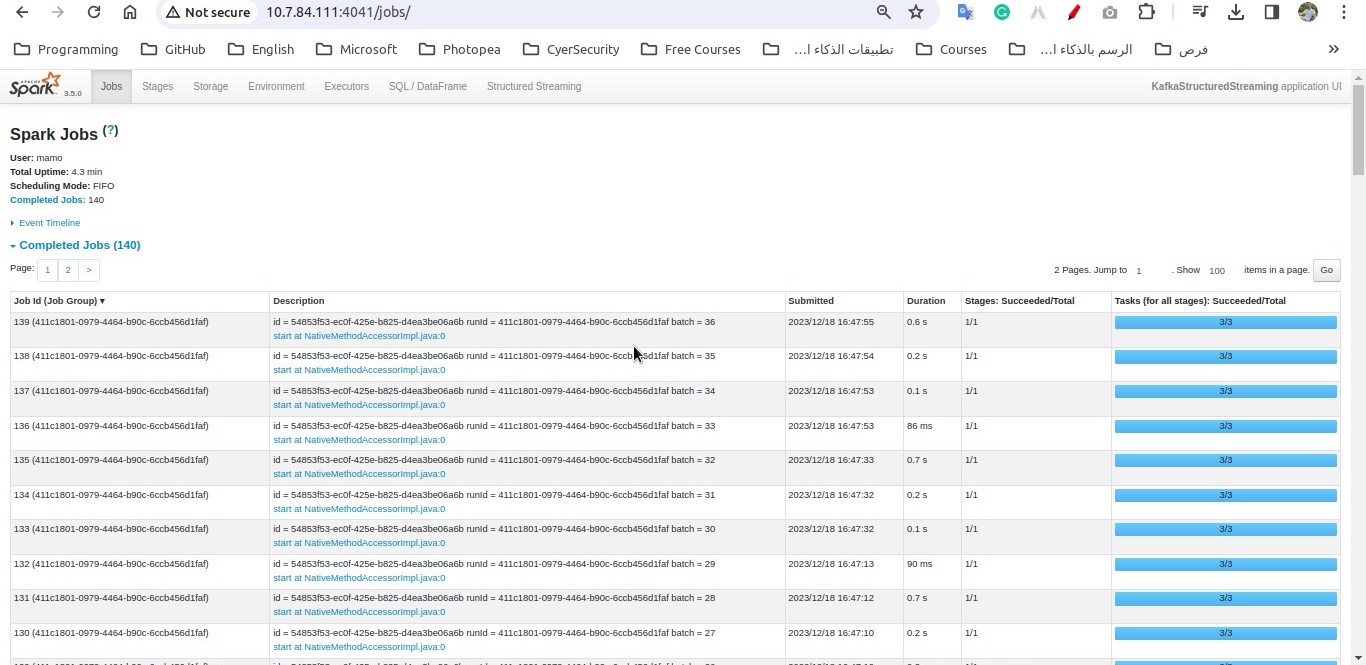 Not secure 10.7.84.111:4041/jobs/
Programming GitHub English Microsoft Photopea CyerSecurity Free Courses تطبيقات الذكاء ا... Courses الرسم بالذكاء ا... فرص »
APACHE Spark 3.5.0 Jobs Stages Storage Environment Executors SQL / DataFrame Structured Streaming KafkaStructuredStreaming application UI
Spark Jobs (?)
User: mamo
Total Uptime: 4.3 min
Scheduling Mode: FIFO
Completed Jobs: 140
Event Timeline
Completed Jobs (140)
Page: 1 2 > 2 Pages. Jump to 1 . Show 100 items in a page. Go
Job Id (Job Group) ▾ Description Submitted Duration Stages: Succeeded/Total Tasks (for all stages): Succeeded/Total
139 (411c1801-0979-4464-b90c-6ccb456d1faf) id = 54853f53-ec0f-425e-b825-d4ea3be06a6b runId = 411c1801-0979-4464-b90c-6ccb456d1faf batch = 36 2023/12/18 16:47:55 0.6 s 1/1 3/3
start at NativeMethodAccessorImpl.java:0
138 (411c1801-0979-4464-b90c-6ccb456d1faf) id = 54853f53-ec0f-425e-b825-d4ea3be06a6b runId = 411c1801-0979-4464-b90c-6ccb456d1faf batch = 35 2023/12/18 16:47:54 0.2 s 1/1 3/3
start at NativeMethodAccessorImpl.java:0
137 (411c1801-0979-4464-b90c-6ccb456d1faf) id = 54853f53-ec0f-425e-b825-d4ea3be06a6b runId = 411c1801-0979-4464-b90c-6ccb456d1faf batch = 34 2023/12/18 16:47:53 0.1 s 1/1 3/3
start at NativeMethodAccessorImpl.java:0
136 (411c1801-0979-4464-b90c-6ccb456d1faf) id = 54853f53-ec0f-425e-b825-d4ea3be06a6b runId = 411c1801-0979-4464-b90c-6ccb456d1faf batch = 33 2023/12/18 16:47:53 86 ms 1/1 3/3
start at NativeMethodAccessorImpl.java:0
135 (411c1801-0979-4464-b90c-6ccb456d1faf) id = 54853f53-ec0f-425e-b825-d4ea3be06a6b runId = 411c1801-0979-4464-b90c-6ccb456d1faf batch = 32 2023/12/18 16:47:33 0.7 s 1/1 3/3
start at NativeMethodAccessorImpl.java:0
134 (411c1801-0979-4464-b90c-6ccb456d1faf) id = 54853f53-ec0f-425e-b825-d4ea3be06a6b runId = 411c1801-0979-4464-b90c-6ccb456d1faf batch = 31 2023/12/18 16:47:32 0.2 s 1/1 3/3
start at NativeMethodAccessorImpl.java:0
133 (411c1801-0979-4464-b90c-6ccb456d1faf) id = 54853f53-ec0f-425e-b825-d4ea3be06a6b runId = 411c1801-0979-4464-b90c-6ccb456d1faf batch = 30 2023/12/18 16:47:32 0.1 s 1/1 3/3
start at NativeMethodAccessorImpl.java:0
132 (411c1801-0979-4464-b90c-6ccb456d1faf) id = 54853f53-ec0f-425e-b825-d4ea3be06a6b runId = 411c1801-0979-4464-b90c-6ccb456d1faf batch = 29 2023/12/18 16:47:13 90 ms 1/1 3/3
start at NativeMethodAccessorImpl.java:0
131 (411c1801-0979-4464-b90c-6ccb456d1faf) id = 54853f53-ec0f-425e-b825-d4ea3be06a6b runId = 411c1801-0979-4464-b90c-6ccb456d1faf batch = 28 2023/12/18 16:47:12 0.7 s 1/1 3/3
start at NativeMethodAccessorImpl.java:0
130 (411c1801-0979-4464-b90c-6ccb456d1faf) id = 54853f53-ec0f-425e-b825-d4ea3be06a6b runId = 411c1801-0979-4464-b90c-6ccb456d1faf batch = 27 2023/12/18 16:47:10 0.2 s 1/1 3/3
start at NativeMethodAccessorImpl.java:0